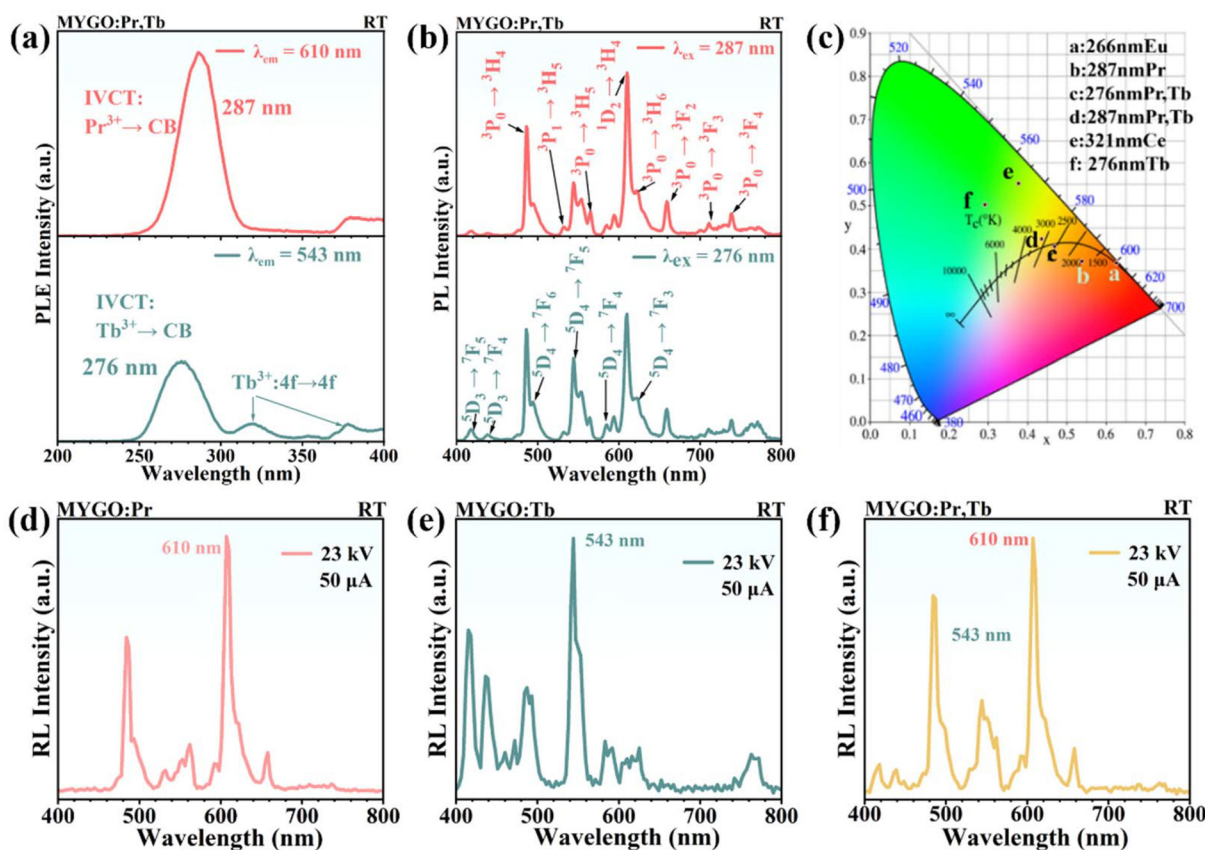 (a)
MYGO:Pr,Tb RT
λem = 610 nm
IVCT:
Pr³⁺→ CB
287 nm
λem = 543 nm
IVCT:
Tb³⁺→ CB
276 nm
Tb³⁺:4f→4f
PLE Intensity (a.u.)
200 250 300 350 400
Wavelength (nm)
(b)
MYGO:Pr,Tb RT
λex = 287 nm
³P₀→³H₄
³P₁→³H₅
³P₀→³H₅
¹D₂→³H₄
³P₀→³H₆
³P₀→³F₂
³P₀→³F₃
³P₀→³F₄
λex = 276 nm
⁵D₃→⁷F₅
⁵D₃→⁷F₄
⁵D₄→⁷F₆
⁵D₄→⁷F₅
⁵D₄→⁷F₄
⁵D₄→⁷F₃
PL Intensity (a.u.)
400 500 600 700 800
Wavelength (nm)
(c)
a:266nmEu
b:287nmPr
c:276nmPr,Tb
d:287nmPr,Tb
e:321nmCe
f: 276nmTb
0.9
0.8
0.7
0.6
0.5
0.4
0.3
0.2
0.1
0.0
y
520
540
560
500
580
600
620
700
490
480
470
460
380
e
f
Tc(°K)
d
c
b
a
10000
6000
4000
3000
2500
2000
1500
∞
0.0 0.1 0.2 0.3 0.4 0.5 0.6 0.7 0.8
x
(d)
MYGO:Pr RT
610 nm
23 kV
50 μA
RL Intensity (a.u.)
400 500 600 700 800
Wavelength (nm)
(e)
MYGO:Tb RT
543 nm
23 kV
50 μA
RL Intensity (a.u.)
400 500 600 700 800
Wavelength (nm)
(f)
MYGO:Pr,Tb RT
610 nm
23 kV
50 μA
543 nm
RL Intensity (a.u.)
400 500 600 700 800
Wavelength (nm)